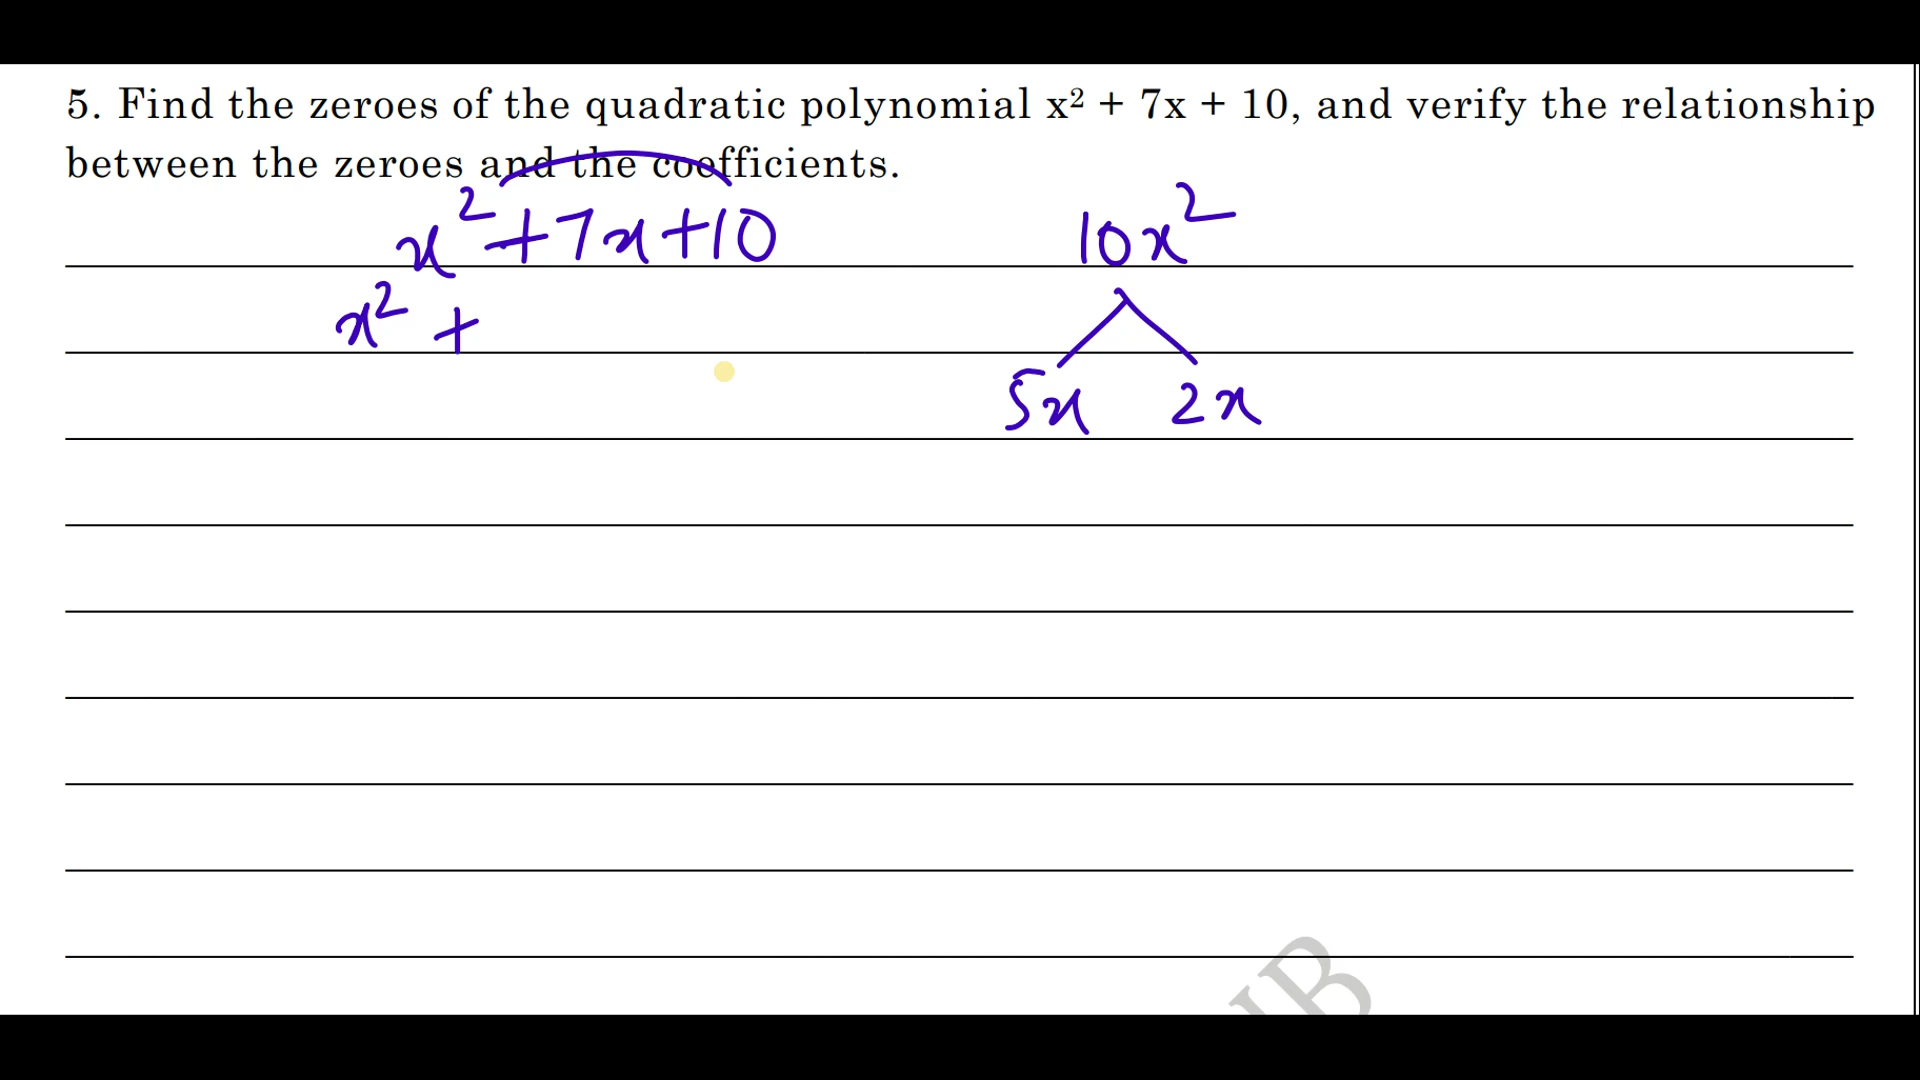 5. Find the zeroes of the quadratic polynomial x² + 7x + 10, and verify the relationship
between the zeroes and the coefficients.
x² + 7x + 10
10x²
x² +
5x 2x